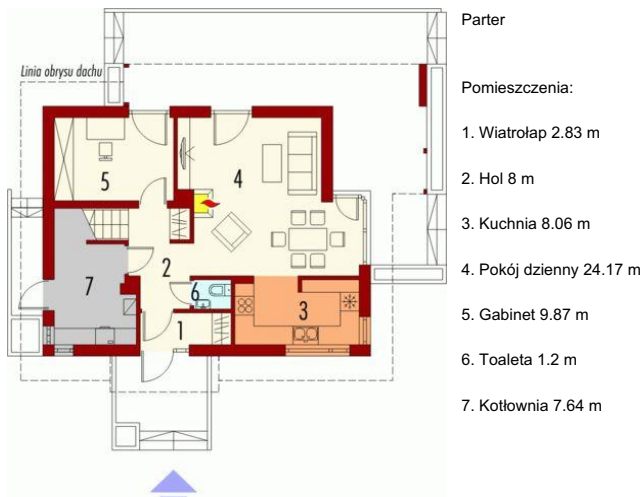 Parter
Linia obrysu dachu
Pomieszczenia:
1. Wiatrołap 2.83 m
2. Hol 8 m
3. Kuchnia 8.06 m
4. Pokój dzienny 24.17 m
5. Gabinet 9.87 m
6. Toaleta 1.2 m
7. Kotłownia 7.64 m
5
4
2
7
6
3
1